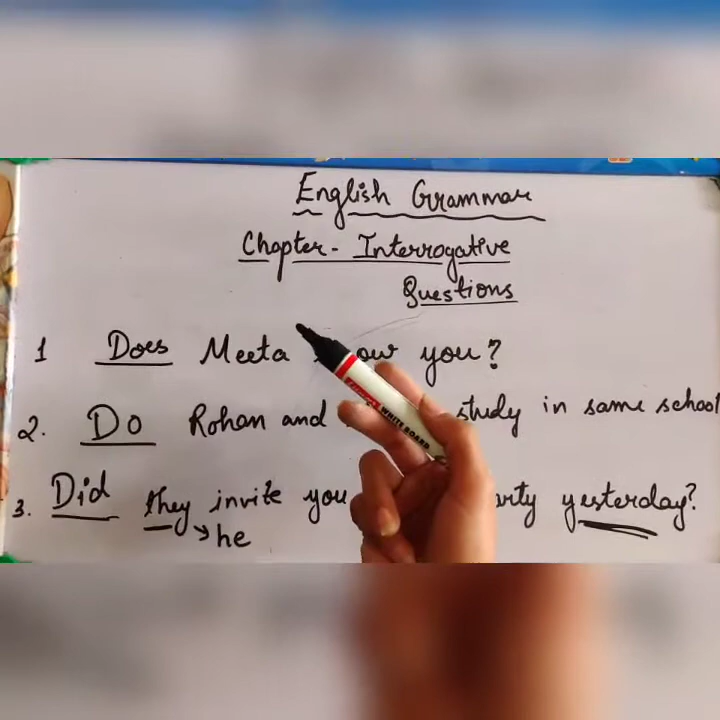 English Grammar
Chapter- Interrogative
Questions
1 Does Meeta you?
2. Do Rohan and study in same school
3. Did they invite you yesterday?
→ he
WHITE BOARD